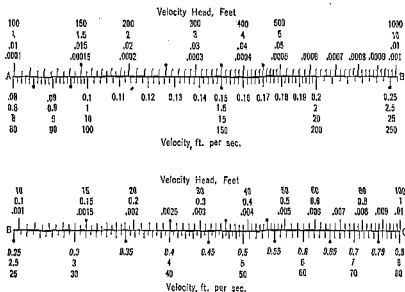 Velocity Head, Feet
100 150 200 300 400 500 1000
1 1.5 2 3 4 5 10
.01 .015 .02 .03 .04 .05 .01
.0001 .00015 .0002 .0003 .0004 .0005 .0006 .0007 .0008 .0009 .001
A B
.08 .09 0.1 0.11 0.12 0.13 0.14 0.15 0.16 0.17 0.18 0.19 0.2 0.25
0.8 0.9 1 1.5 2 2.5
8 9 10 15 20 25
80 90 100 150 200 250
Velocity, ft. per sec.
Velocity Head, Feet
10 15 20 30 40 50 60 80 100
0.1 0.15 0.2 0.3 0.4 0.5 0.6 0.8 1
.001 .0015 .002 .0025 .003 .004 .005 .006 .007 .008 .009 .01
B
0.25 0.3 0.35 0.4 0.45 0.5 0.55 0.6 0.65 0.7 0.75 0.8
2.5 3 4 5 6 7 8
25 30 40 50 60 70 80
Velocity, ft. per sec.